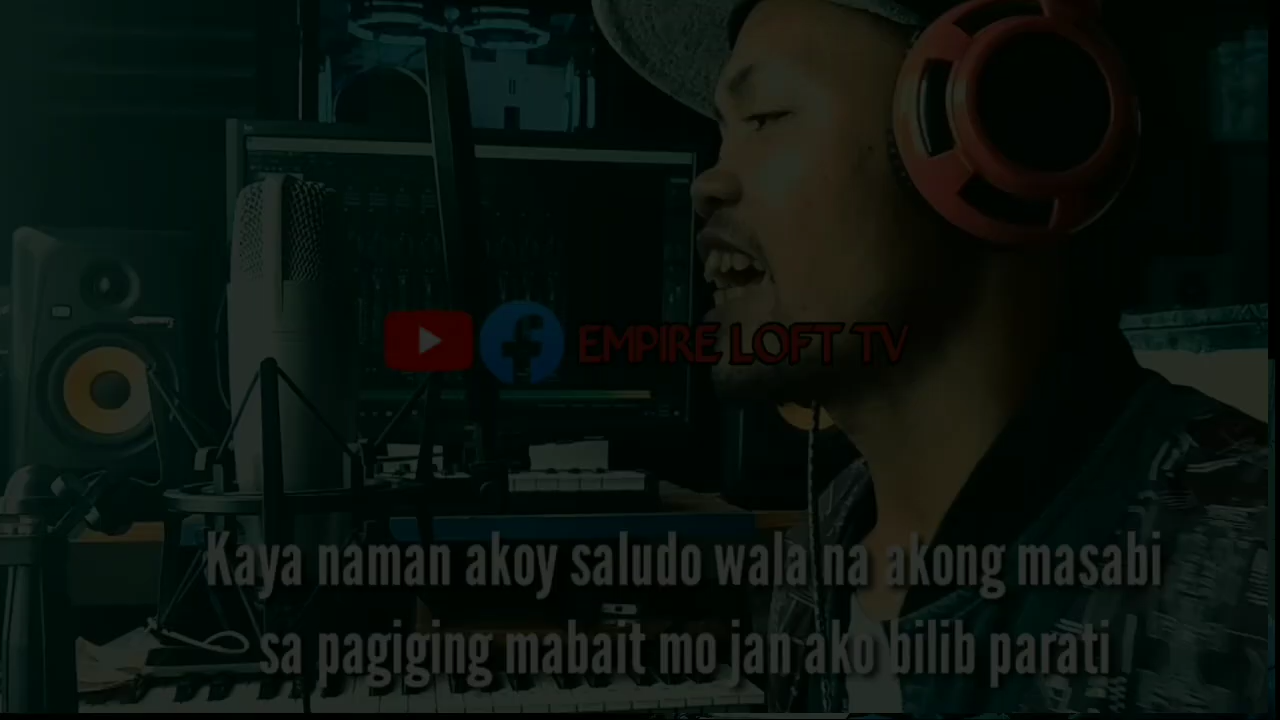 EMPIRE LOFT TV
Kaya naman akoy saludo wala na akong masabi
sa pagiging mabait mo jan ako bilib parati